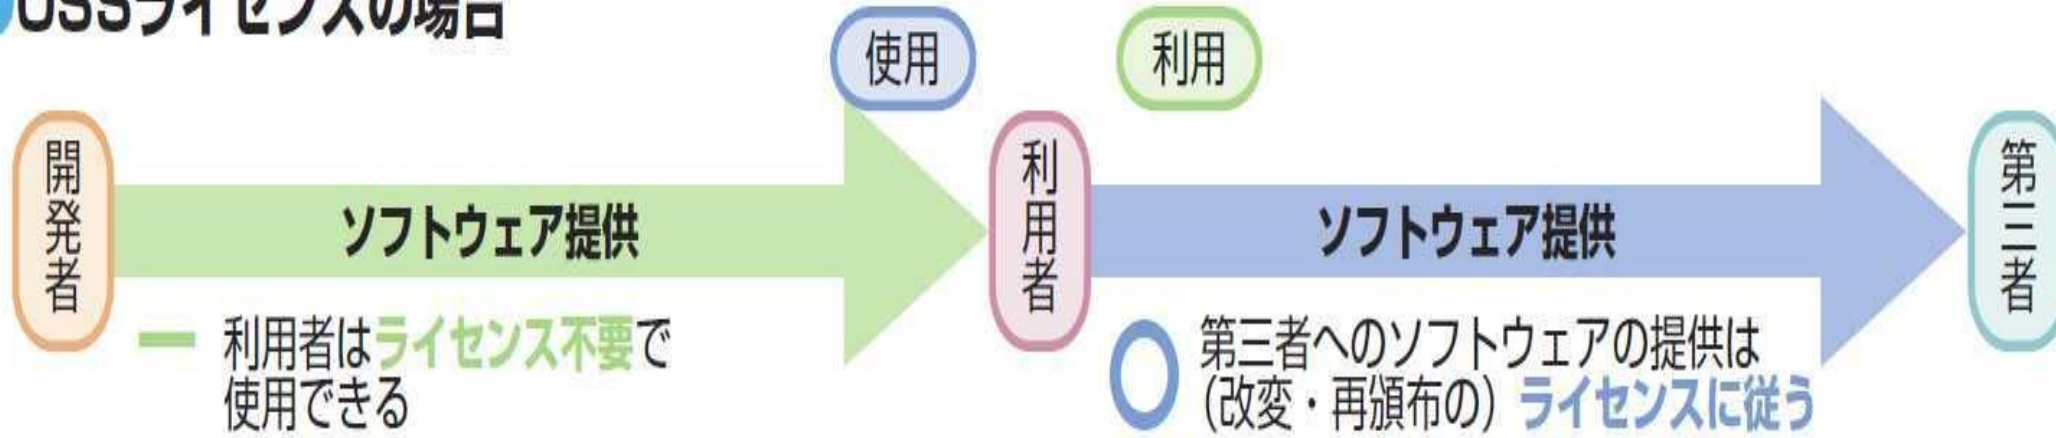 OSSライセンスの場合
使用
利用
開発者
ソフトウェア提供
利用者
ソフトウェア提供
第三者
利用者はライセンス不要で
使用できる
第三者へのソフトウェアの提供は
（改変・再頒布の）ライセンスに従う